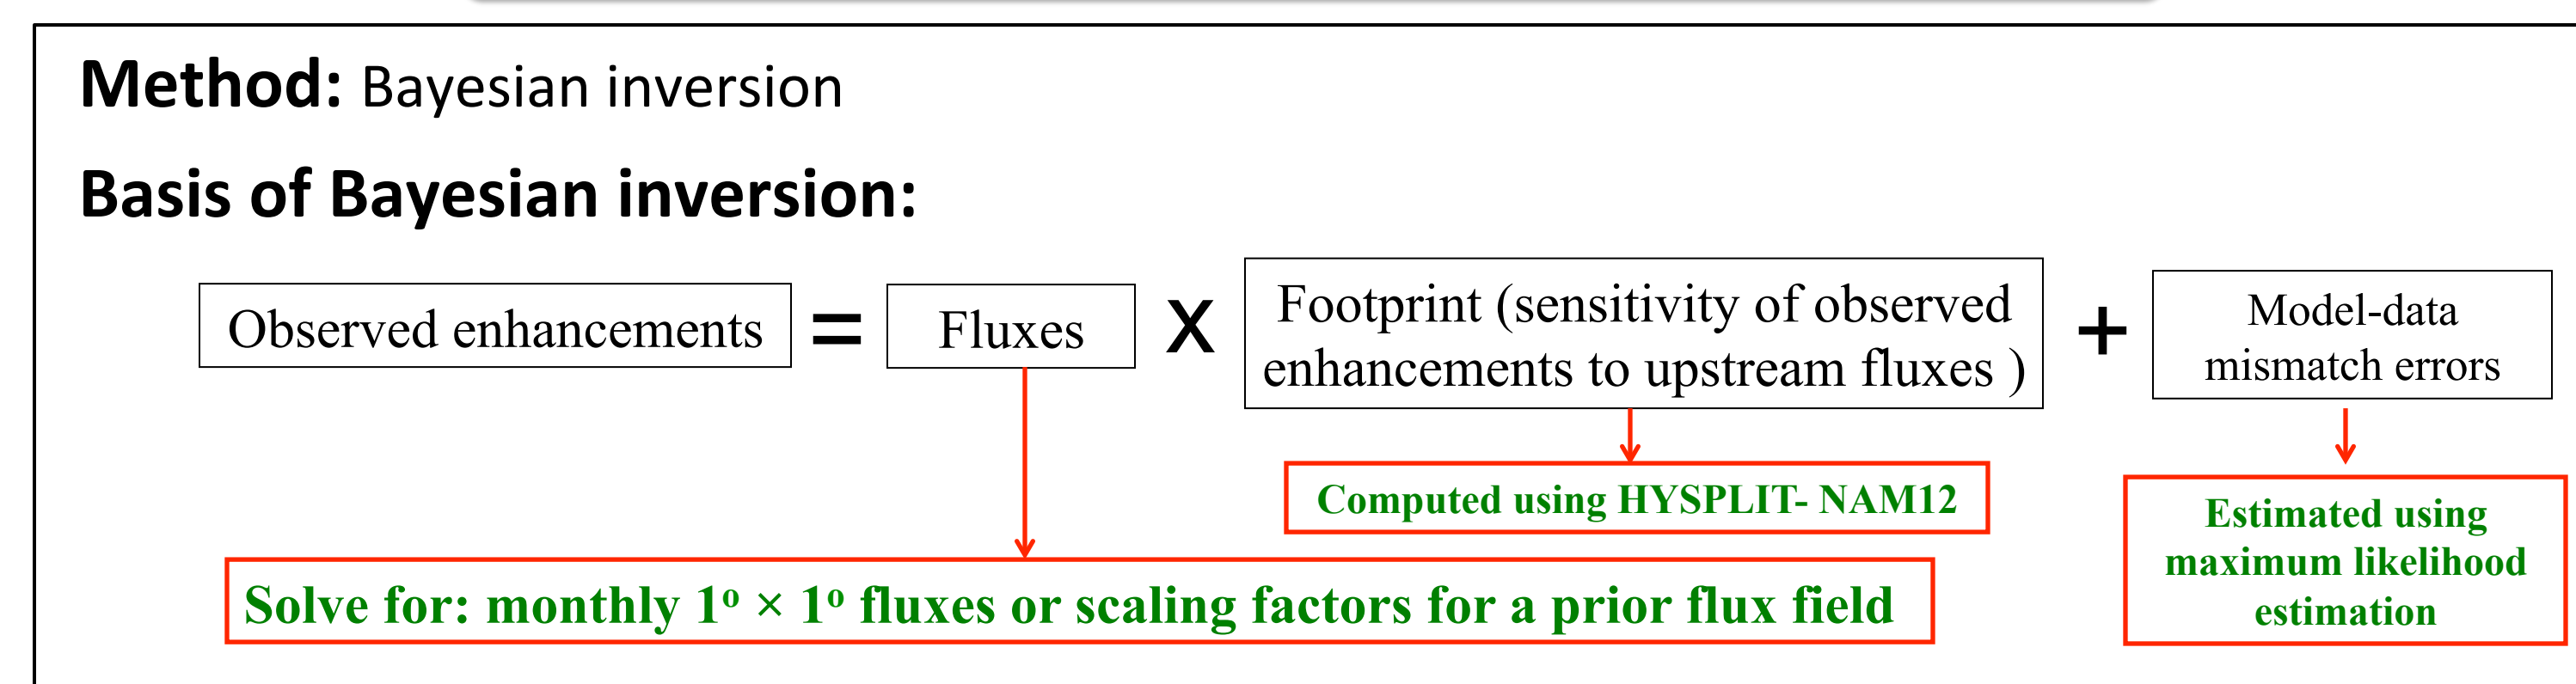 Method: Bayesian inversion
Basis of Bayesian inversion:
Observed enhancements = Fluxes X Footprint (sensitivity of observed
enhancements to upstream fluxes ) + Model-data
mismatch errors
Computed using HYSPLIT- NAM12
Estimated using
maximum likelihood
estimation
Solve for: monthly 1º × 1º fluxes or scaling factors for a prior flux field